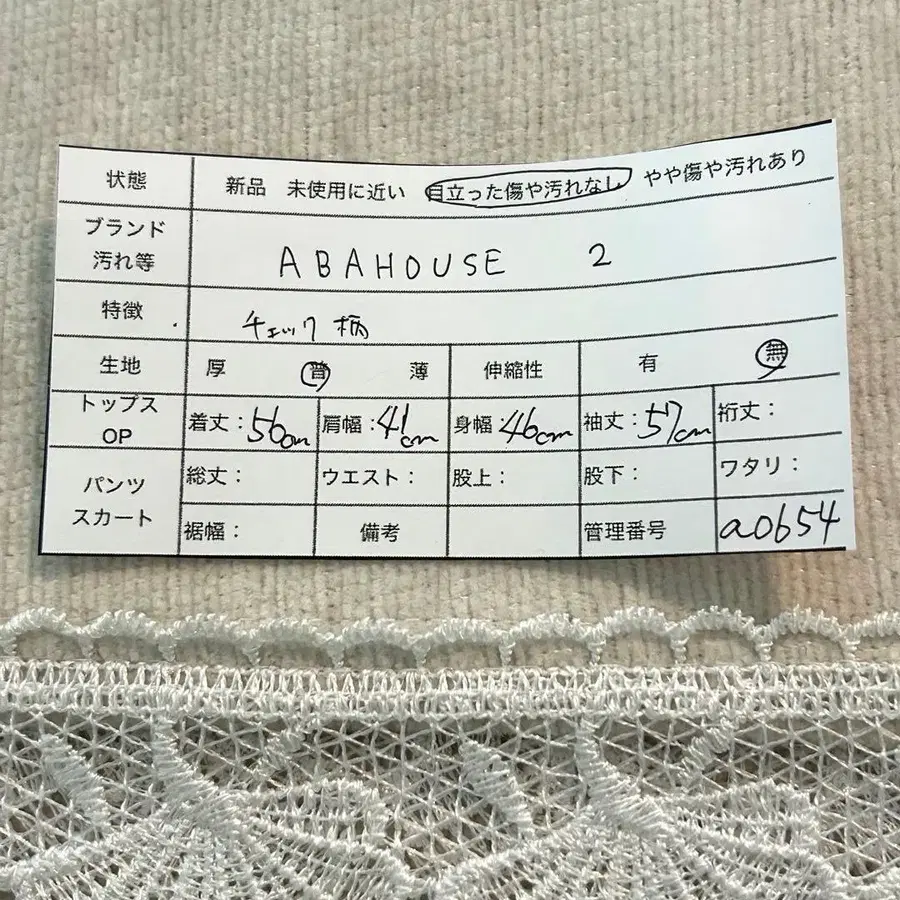 状態 新品 未使用に近い 目立った傷や汚れなし やや傷や汚れあり
ブランド
汚れ等 ABAHOUSE 2
特徴 チェック柄
生地 厚 普 薄 伸縮性 有 無
トップス
OP 着丈：56cm 肩幅：41cm 身幅：46cm 袖丈：57cm 裄丈：
パンツ
スカート 総丈： ウエスト： 股上： 股下： ワタリ：
裾幅： 備考 管理番号 a0654